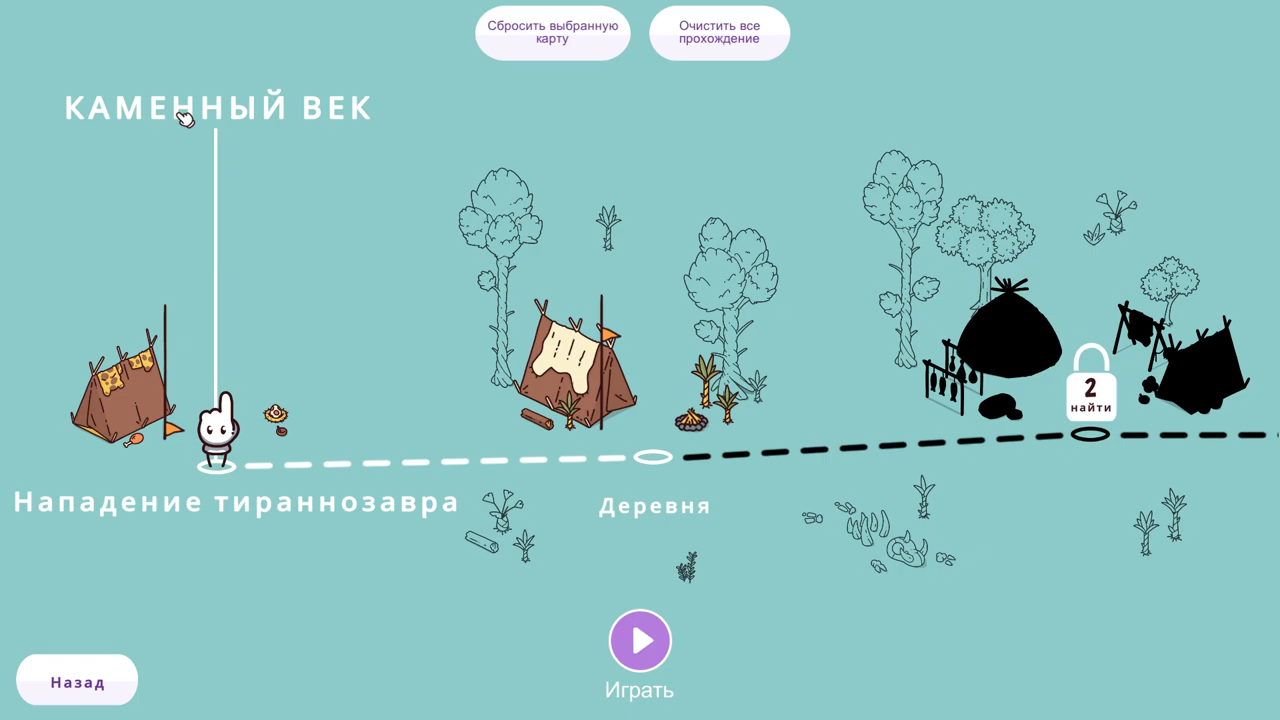 Сбросить выбранную
карту
Очистить все
прохождение
КАМЕННЫЙ ВЕК
2
найти
Нападение тираннозавра
Деревня
Играть
Назад